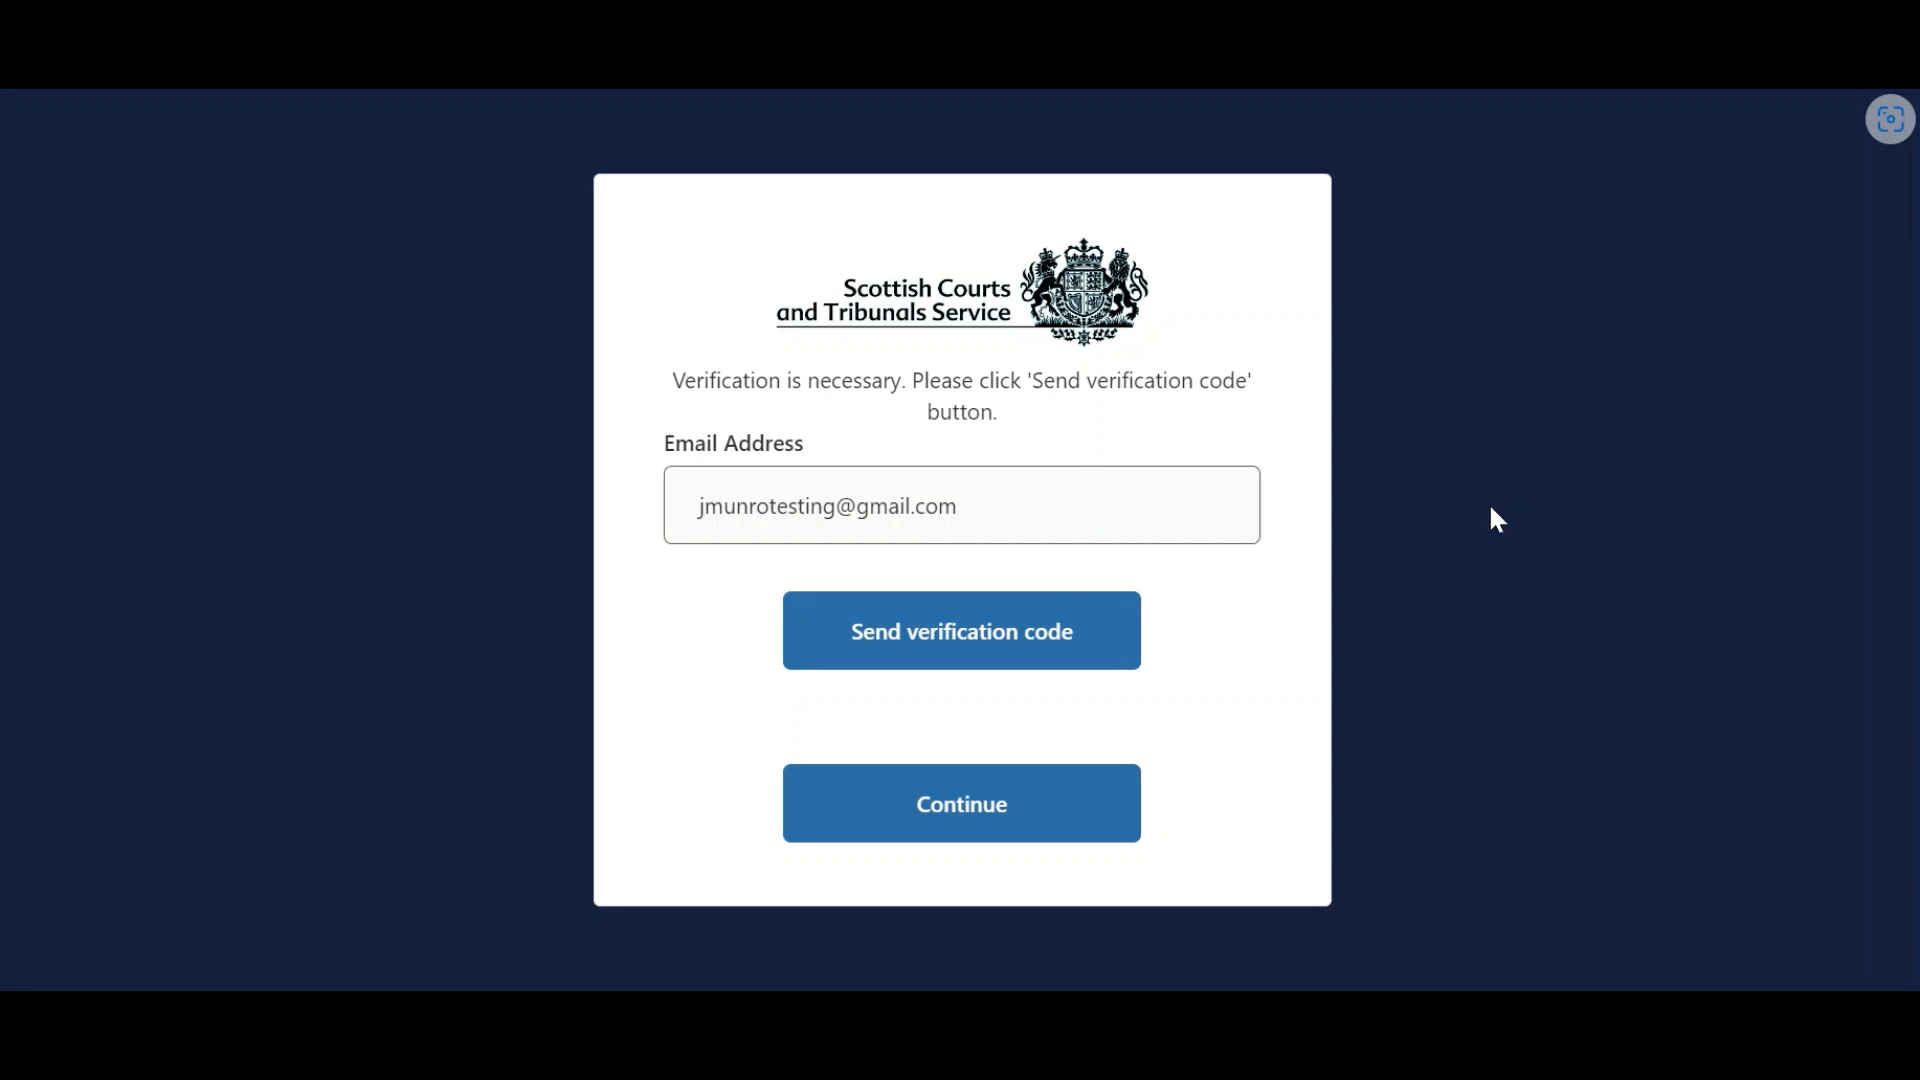 Scottish Courts
and Tribunals Service
Verification is necessary. Please click 'Send verification code'
button.
Email Address
jmunrotesting@gmail.com
Send verification code
Continue